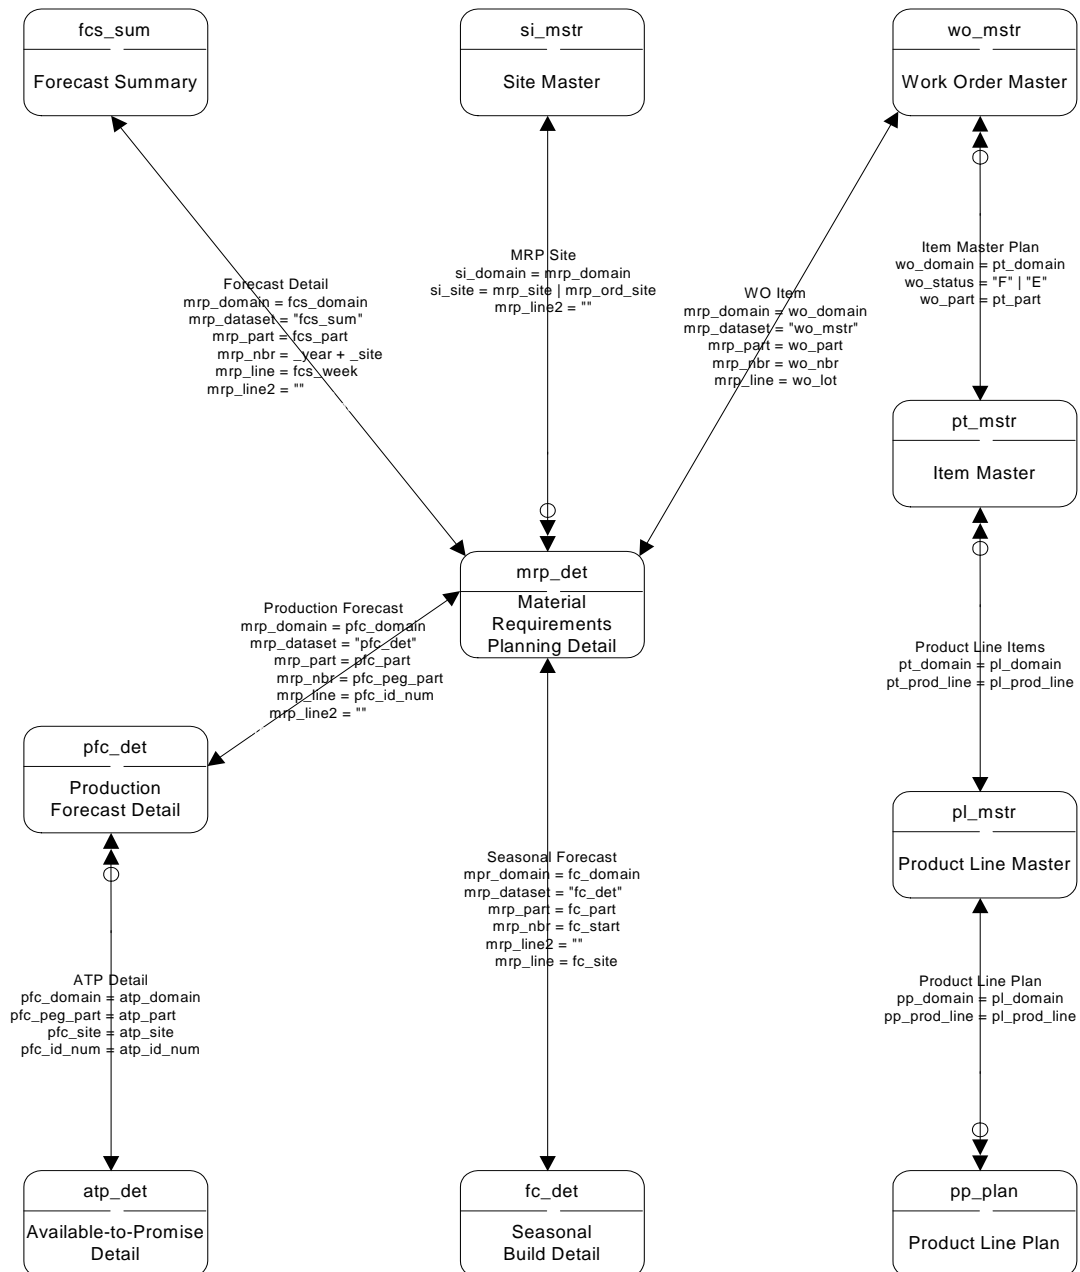 fcs_sum
Forecast Summary
si_mstr
Site Master
wo_mstr
Work Order Master
Forecast Detail
mrp_domain = fcs_domain
mrp_dataset = "fcs_sum"
mrp_part = fcs_part
mrp_nbr = _year + _site
mrp_line = fcs_week
mrp_line2 = ""
MRP Site
si_domain = mrp_domain
si_site = mrp_site | mrp_ord_site
mrp_line2 = ""
WO Item
mrp_domain = wo_domain
mrp_dataset = "wo_mstr"
mrp_part = wo_part
mrp_nbr = wo_nbr
mrp_line = wo_lot
Item Master Plan
wo_domain = pt_domain
wo_status = "F" | "E"
wo_part = pt_part
pt_mstr
Item Master
mrp_det
Material
Requirements
Planning Detail
Production Forecast
mrp_domain = pfc_domain
mrp_dataset = "pfc_det"
mrp_part = pfc_part
mrp_nbr = pfc_peg_part
mrp_line = pfc_id_num
mrp_line2 = ""
Product Line Items
pt_domain = pl_domain
pt_prod_line = pl_prod_line
pfc_det
Production
Forecast Detail
pl_mstr
Product Line Master
Seasonal Forecast
mpr_domain = fc_domain
mrp_dataset = "fc_det"
mrp_part = fc_part
mrp_nbr = fc_start
mrp_line2 = ""
mrp_line = fc_site
ATP Detail
pfc_domain = atp_domain
pfc_peg_part = atp_part
pfc_site = atp_site
pfc_id_num = atp_id_num
Product Line Plan
pp_domain = pl_domain
pp_prod_line = pl_prod_line
atp_det
Available-to-Promise
Detail
fc_det
Seasonal
Build Detail
pp_plan
Product Line Plan